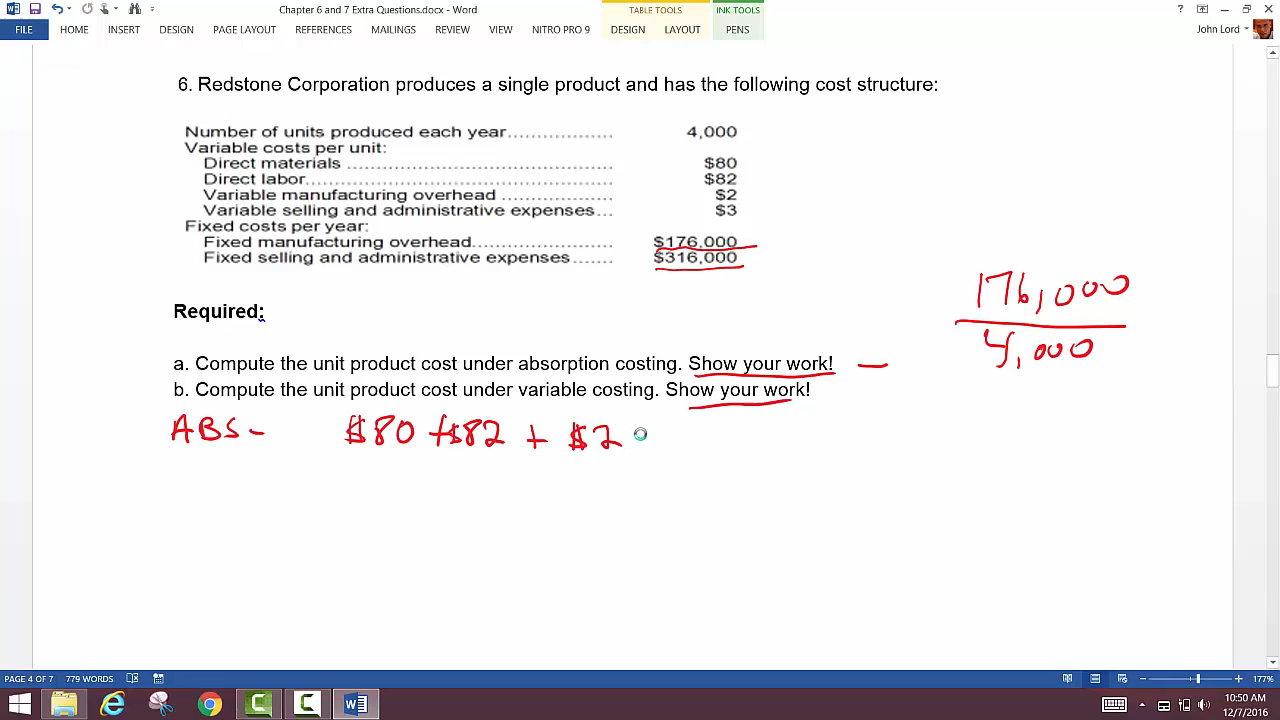 Chapter 6 and 7 Extra Questions.docx - Word
TABLE TOOLS
INK TOOLS
FILE HOME INSERT DESIGN PAGE LAYOUT REFERENCES MAILINGS REVIEW VIEW NITRO PRO 9 DESIGN LAYOUT PENS
John Lord
6. Redstone Corporation produces a single product and has the following cost structure:
Number of units produced each year................... 4,000
Variable costs per unit:
Direct materials ................................................. $80
Direct labor........................................................ $82
Variable manufacturing overhead .................... $2
Variable selling and administrative expenses... $3
Fixed costs per year:
Fixed manufacturing overhead......................... $176,000
Fixed selling and administrative expenses ....... $316,000
176,000
4,000
Required:
a. Compute the unit product cost under absorption costing. Show your work! —
b. Compute the unit product cost under variable costing. Show your work!
ABS - $80 + $82 + $2
PAGE 4 OF 7 779 WORDS
177%
10:50 AM
12/7/2016